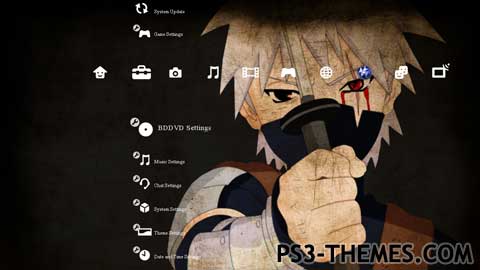 System Update
Game Settings
BDDVD Settings
Music Settings
Chat Settings
System Settings
Theme Settings
Date and Time Settings
PS3-THEMES.COM